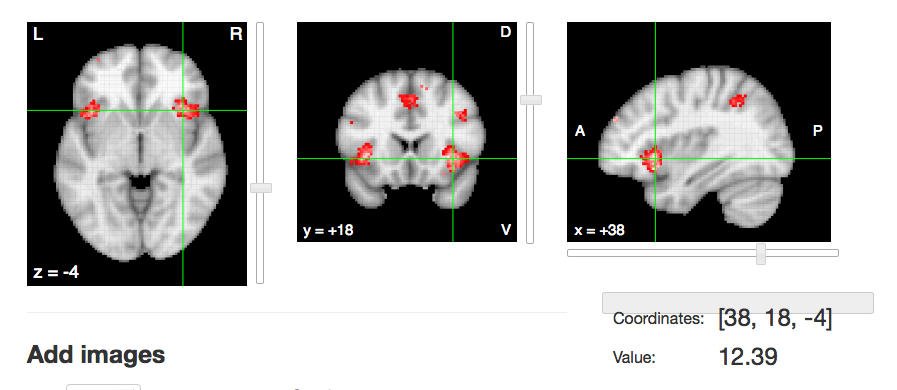 L R
z = -4
D
y = +18 V
A P
x = +38
Coordinates: [38, 18, -4]
Value: 12.39
Add images